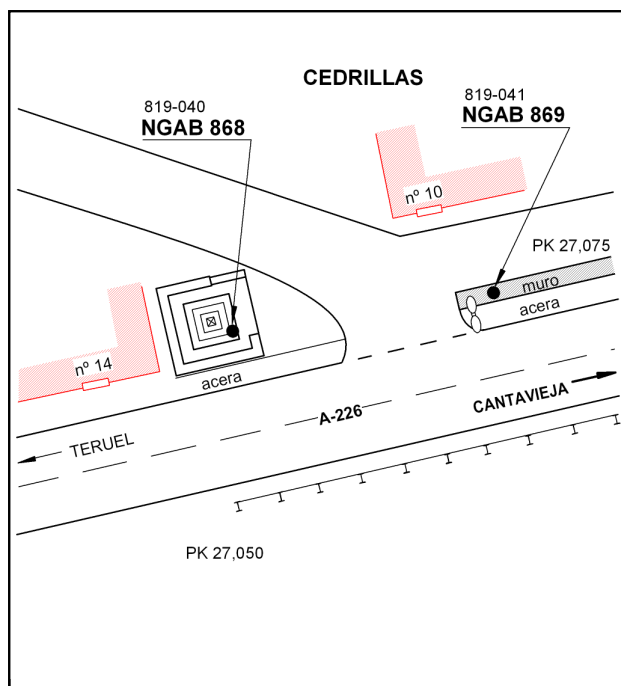 CEDRILLAS
819-040
NGAB 868
819-041
NGAB 869
nº 10
PK 27,075
muro
acera
nº 14
acera
A-226
CANTAVIEJA
TERUEL
PK 27,050